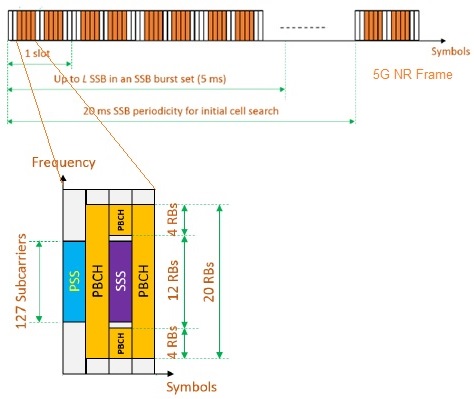 Symbols
1 slot
Up to L SSB in an SSB burst set (5 ms)
5G NR Frame
20 ms SSB periodicity for initial cell search
Frequency
PBCH
4 RBs
127 Subcarriers
PSS
PBCH
SSS
PBCH
12 RBs
20 RBs
PBCH
4 RBs
Symbols